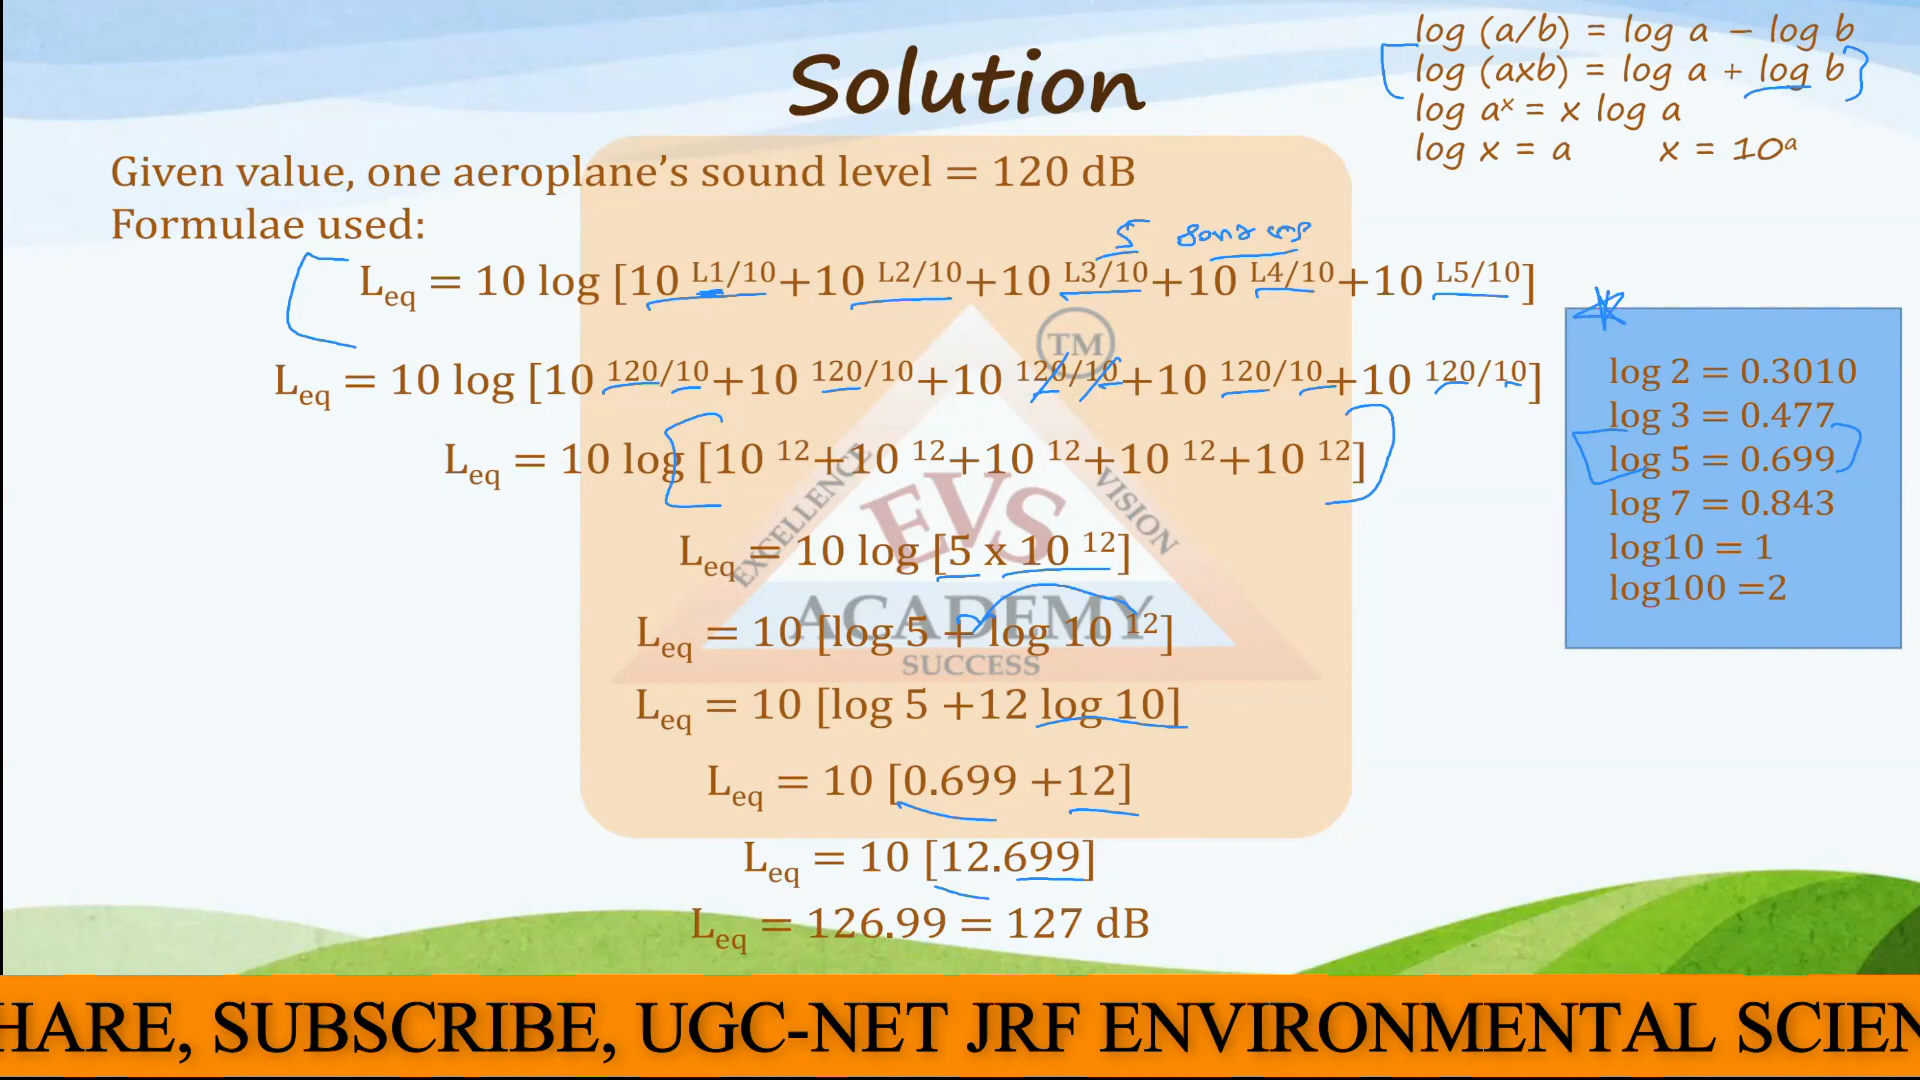 Solution
log (a/b) = log a – log b
log (axb) = log a + log b
log aˣ = x log a
log x = a x = 10ᵃ
Given value, one aeroplane’s sound level = 120 dB
Formulae used:
5
Leq = 10 log [10 L1/10+10 L2/10+10 L3/10+10 L4/10+10 L5/10]
Leq = 10 log [10 120/10+10 120/10+10 120/10+10 120/10+10 120/10]
Leq = 10 log [10 12+10 12+10 12+10 12+10 12]
Leq = 10 log [5 x 10 12]
Leq = 10 [log 5 + log 10 12]
Leq = 10 [log 5 +12 log 10]
Leq = 10 [0.699 +12]
Leq = 10 [12.699]
Leq = 126.99 = 127 dB
log 2 = 0.3010
log 3 = 0.477
log 5 = 0.699
log 7 = 0.843
log10 = 1
log100 =2
TM
EXCELLENCE
VISION
EVS
ACADEMY
SUCCESS
HARE, SUBSCRIBE, UGC-NET JRF ENVIRONMENTAL SCIEN